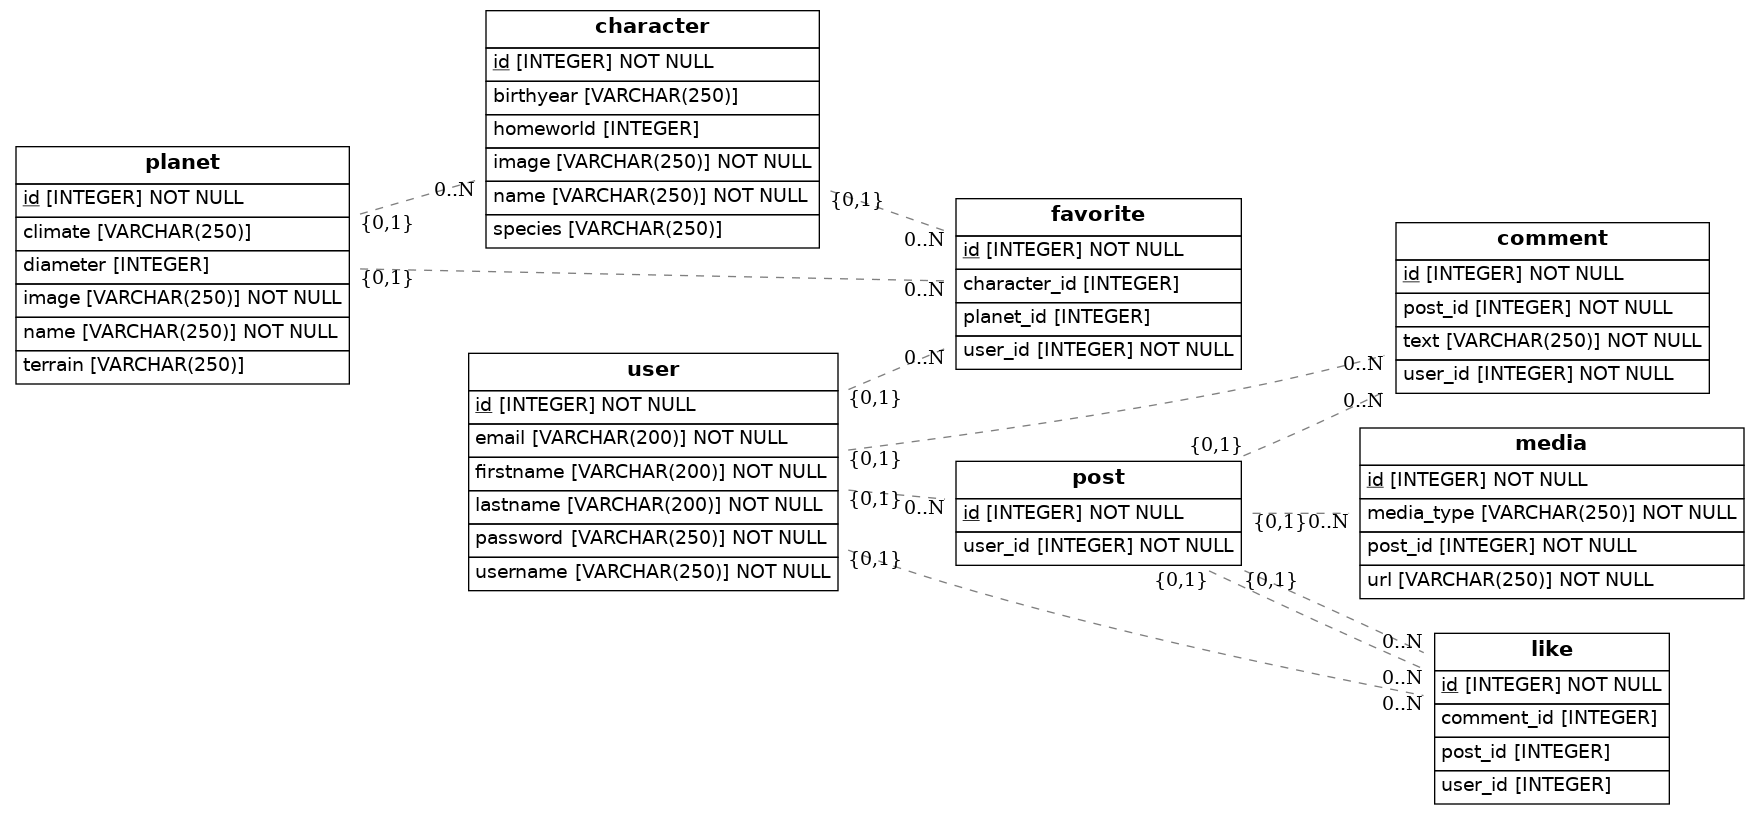 character
id [INTEGER] NOT NULL
birthyear [VARCHAR(250)]
homeworld [INTEGER]
image [VARCHAR(250)] NOT NULL
name [VARCHAR(250)] NOT NULL
species [VARCHAR(250)]
planet
id [INTEGER] NOT NULL
climate [VARCHAR(250)]
diameter [INTEGER]
image [VARCHAR(250)] NOT NULL
name [VARCHAR(250)] NOT NULL
terrain [VARCHAR(250)]
0..N
{0,1}
{0,1}
0..N
{0,1}
0..N
favorite
id [INTEGER] NOT NULL
character_id [INTEGER]
planet_id [INTEGER]
user_id [INTEGER] NOT NULL
comment
id [INTEGER] NOT NULL
post_id [INTEGER] NOT NULL
text [VARCHAR(250)] NOT NULL
user_id [INTEGER] NOT NULL
user
id [INTEGER] NOT NULL
email [VARCHAR(200)] NOT NULL
firstname [VARCHAR(200)] NOT NULL
lastname [VARCHAR(200)] NOT NULL
password [VARCHAR(250)] NOT NULL
username [VARCHAR(250)] NOT NULL
0..N
{0,1}
0..N
{0,1}
0..N
{0,1}
{0,1}
0..N
post
id [INTEGER] NOT NULL
user_id [INTEGER] NOT NULL
{0,1}
0..N
media
id [INTEGER] NOT NULL
media_type [VARCHAR(250)] NOT NULL
post_id [INTEGER] NOT NULL
url [VARCHAR(250)] NOT NULL
{0,1}
{0,1}
{0,1}
0..N
0..N
0..N
like
id [INTEGER] NOT NULL
comment_id [INTEGER]
post_id [INTEGER]
user_id [INTEGER]